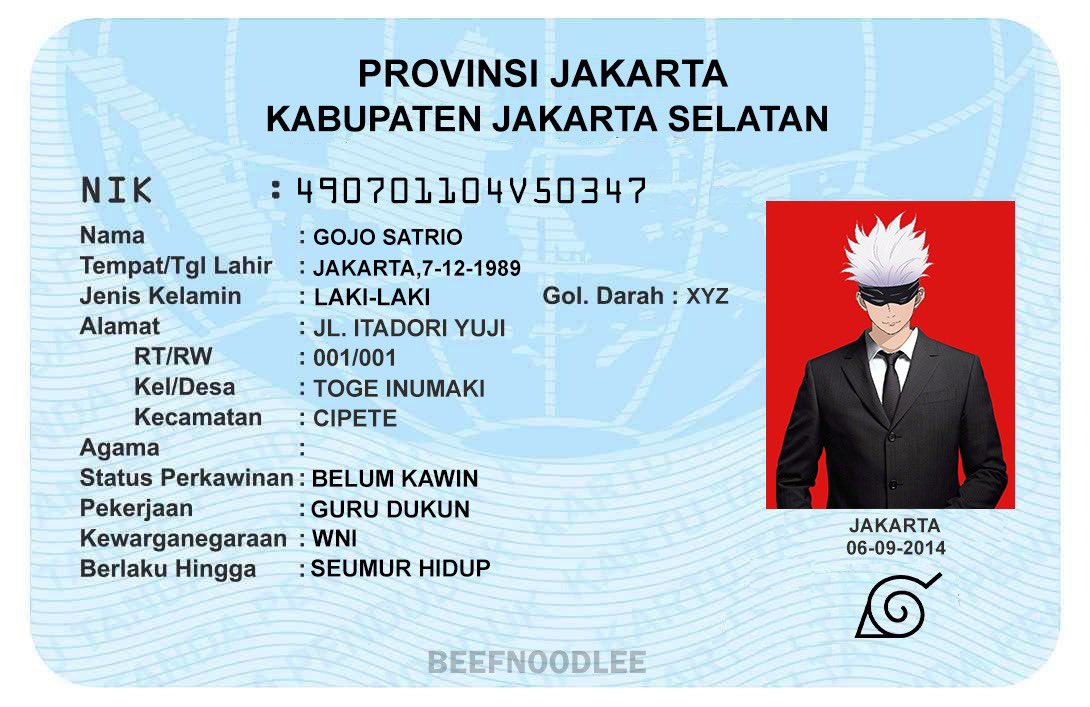 PROVINSI JAKARTA
KABUPATEN JAKARTA SELATAN
NIK : 490701104V50347
Nama : GOJO SATRIO
Tempat/Tgl Lahir : JAKARTA,7-12-1989
Jenis Kelamin : LAKI-LAKI Gol. Darah : XYZ
Alamat : JL. ITADORI YUJI
RT/RW : 001/001
Kel/Desa : TOGE INUMAKI
Kecamatan : CIPETE
Agama :
Status Perkawinan : BELUM KAWIN
Pekerjaan : GURU DUKUN
Kewarganegaraan : WNI
Berlaku Hingga : SEUMUR HIDUP
JAKARTA
06-09-2014
BEEFNOODLEE